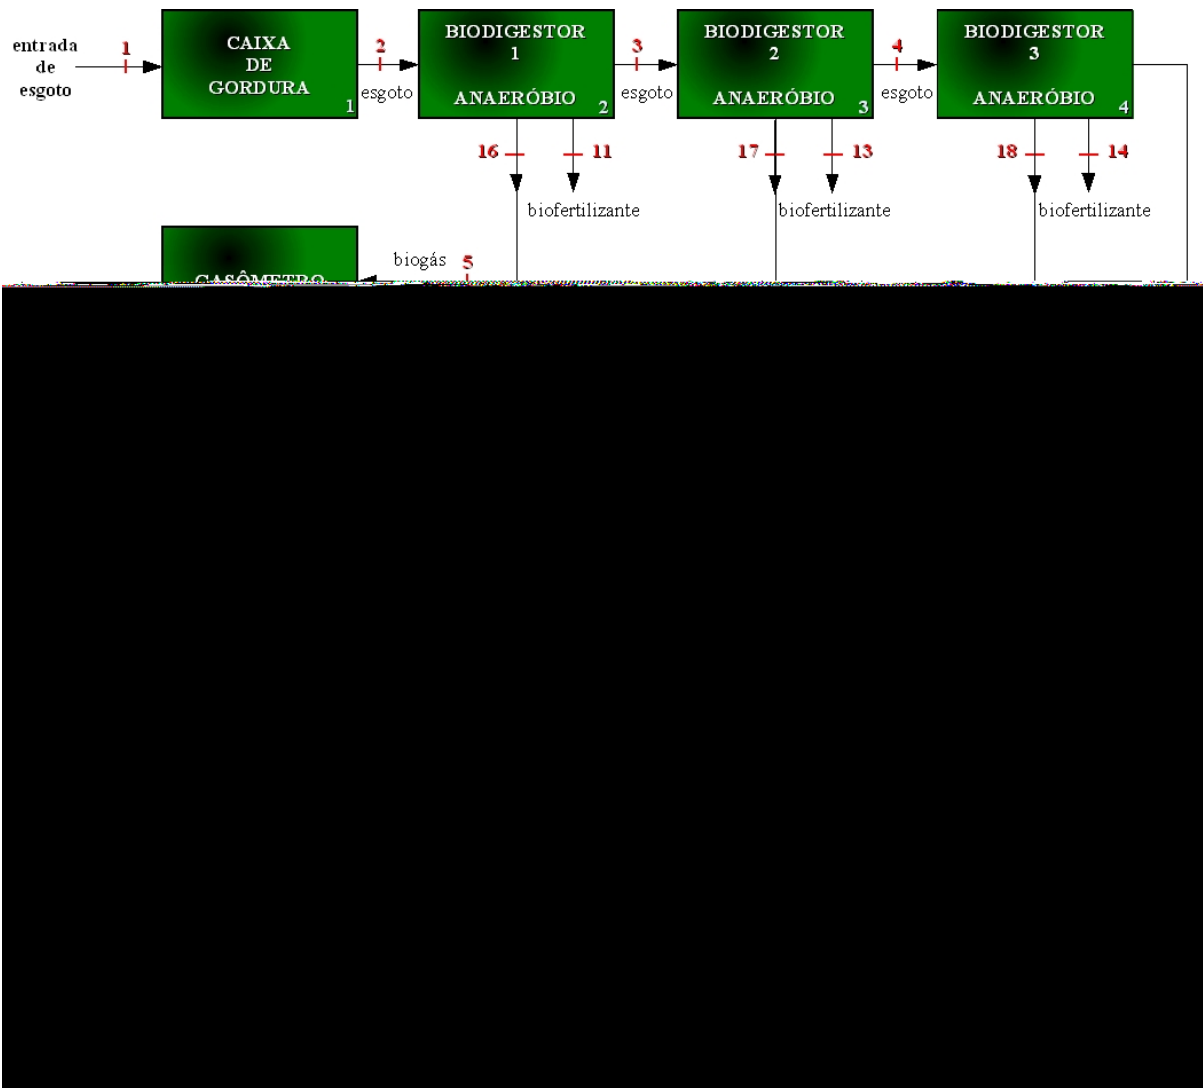 entrada
de
esgoto
1
CAIXA
DE
GORDURA
1
2
esgoto
BIODIGESTOR
1
ANAERÓBIO
2
3
esgoto
BIODIGESTOR
2
ANAERÓBIO
3
4
esgoto
BIODIGESTOR
3
ANAERÓBIO
4
16
11
biofertilizante
17
13
biofertilizante
18
14
biofertilizante
GASÔMETRO
biogás
5